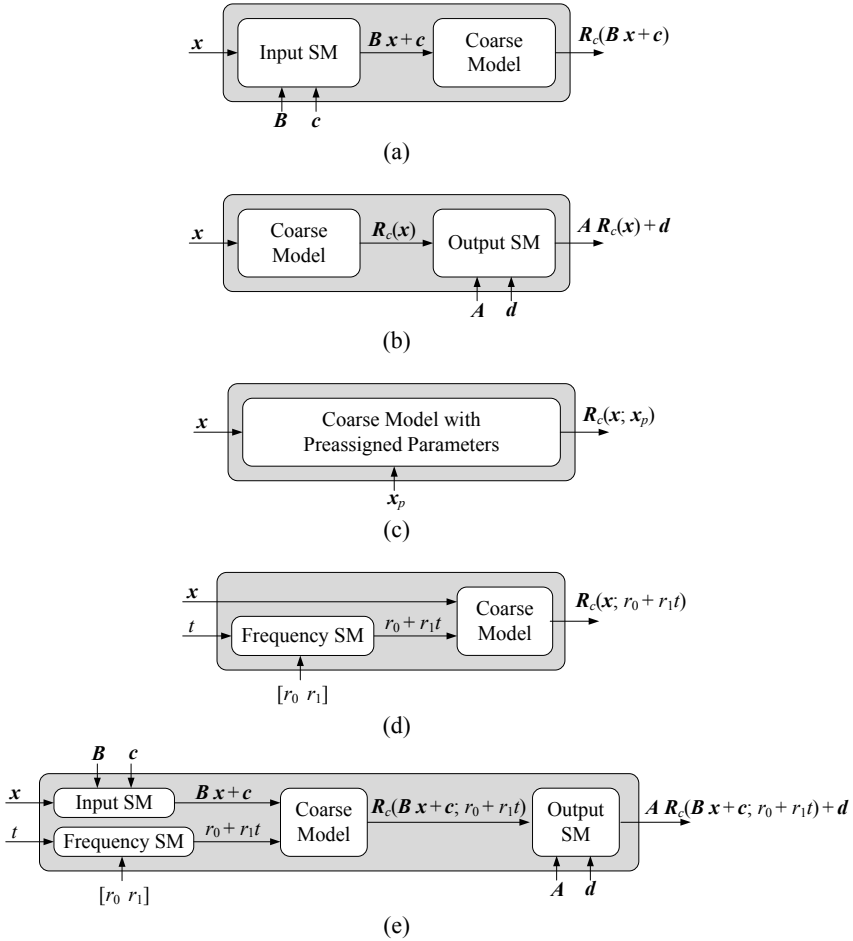 x
Input SM
B x + c
Coarse Model
R_c(B x + c)
B
c
(a)
x
Coarse Model
R_c(x)
Output SM
A R_c(x) + d
A
d
(b)
x
Coarse Model with
Preassigned Parameters
R_c(x; x_p)
x_p
(c)
x
t
Frequency SM
r_0 + r_1t
Coarse Model
R_c(x; r_0 + r_1t)
[r_0 r_1]
(d)
B
c
x
Input SM
B x + c
t
Frequency SM
r_0 + r_1t
Coarse Model
R_c(B x + c; r_0 + r_1t)
Output SM
A R_c(B x + c; r_0 + r_1t) + d
[r_0 r_1]
A
d
(e)